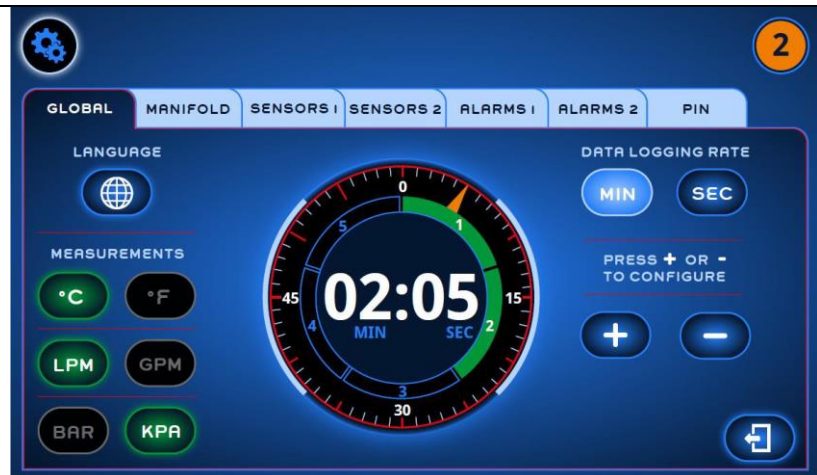 2
GLOBAL MANIFOLD SENSORS 1 SENSORS 2 ALARMS 1 ALARMS 2 PIN
LANGUAGE
MEASUREMENTS
°C °F
LPM GPM
BAR KPA
0
1
15
2
3
30
4
45
5
02:05
MIN SEC
DATA LOGGING RATE
MIN SEC
PRESS + OR -
TO CONFIGURE
+ -